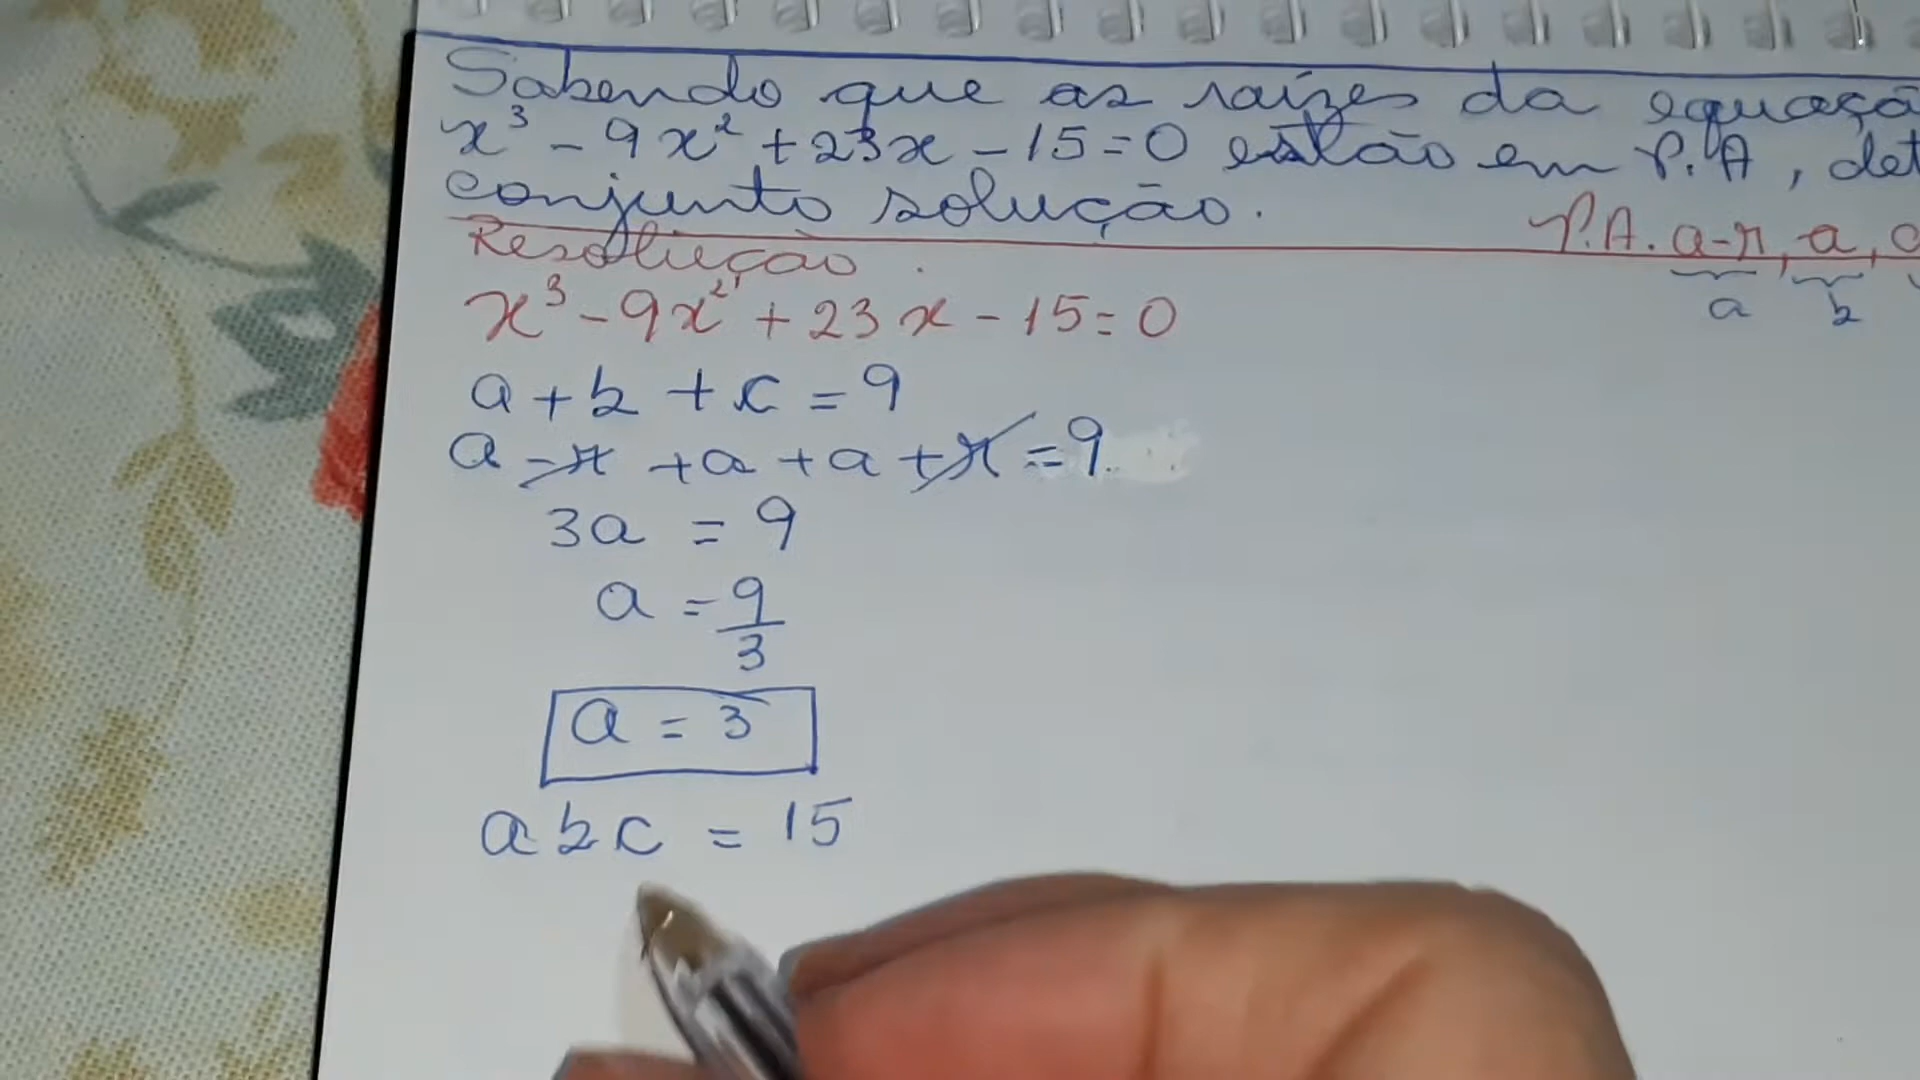 Sabendo que as raízes da equaçã
x³ - 9x² + 23x - 15 = 0 estão em P.A, det
conjunto solução.
P.A. a-r, a, a
a b
Resolução
x³ - 9x² + 23x - 15 = 0
a + b + c = 9
a - r + a + a + r = 9
3a = 9
a = 9/3
a = 3
abc = 15